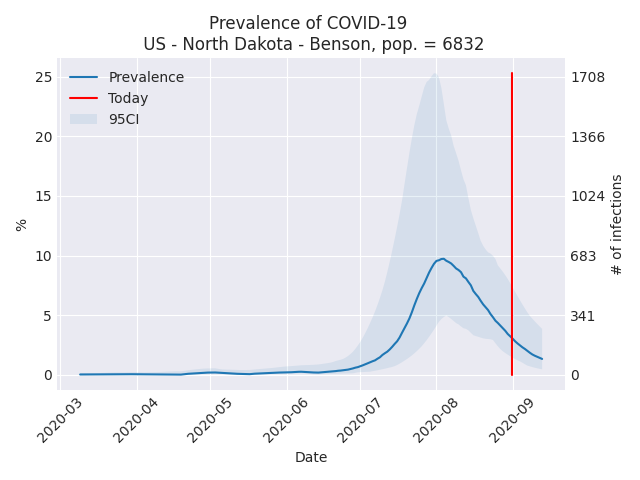 Prevalence of COVID-19
US - North Dakota - Benson, pop. = 6832
Prevalence
Today
95CI
25
20
15
10
5
0
%
1708
1366
1024
683
341
0
# of infections
2020-03
2020-04
2020-05
2020-06
2020-07
2020-08
2020-09
Date